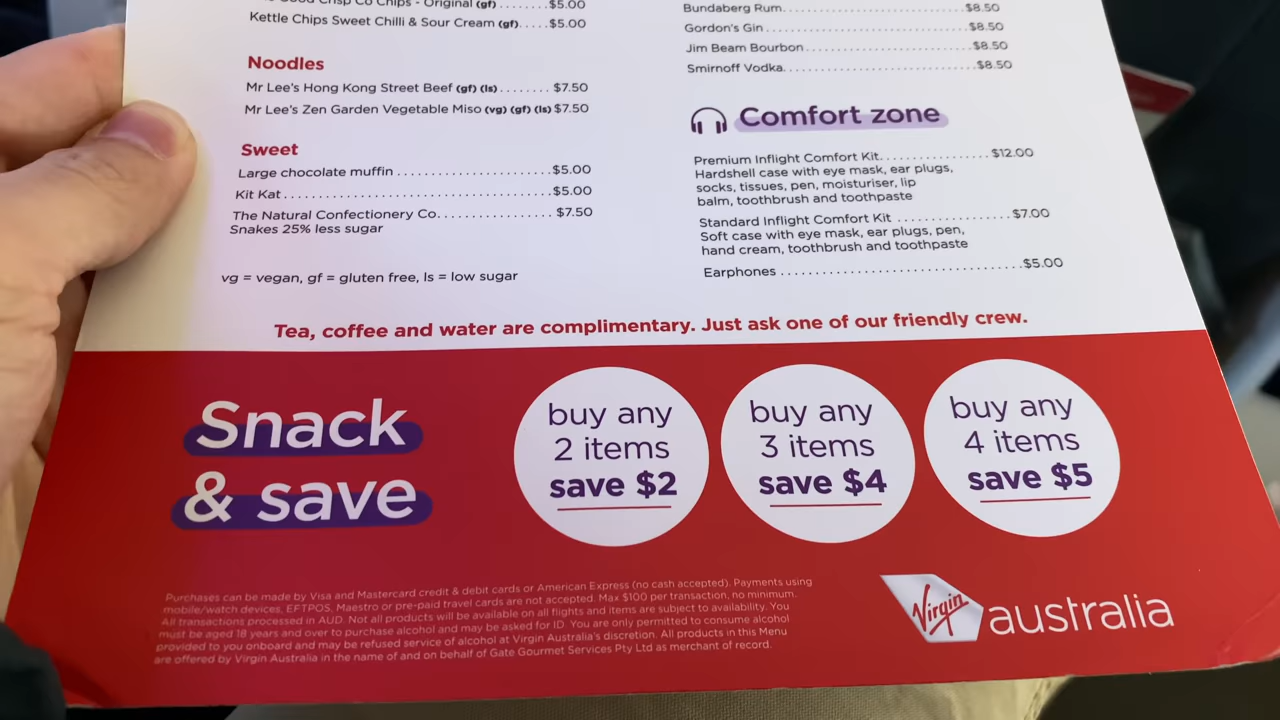 Good Crisp Co Chips - Original (gf) ........ $5.00
Kettle Chips Sweet Chilli & Sour Cream (gf). .... $5.00
Noodles
Mr Lee's Hong Kong Street Beef (gf) (ls) ........ $7.50
Mr Lee's Zen Garden Vegetable Miso (vg) (gf) (ls) $7.50
Sweet
Large chocolate muffin ........................ $5.00
Kit Kat .......................................... $5.00
The Natural Confectionery Co. ................. $7.50
Snakes 25% less sugar
vg = vegan, gf = gluten free, ls = low sugar
Bundaberg Rum. ............................. $8.50
Gordon's Gin ................................ $8.50
Jim Beam Bourbon ........................... $8.50
Smirnoff Vodka. ............................. $8.50
Comfort zone
Premium Inflight Comfort Kit. ................ $12.00
Hardshell case with eye mask, ear plugs,
socks, tissues, pen, moisturiser, lip
balm, toothbrush and toothpaste
Standard Inflight Comfort Kit ................. $7.00
Soft case with eye mask, ear plugs, pen,
hand cream, toothbrush and toothpaste
Earphones .................................... $5.00
Tea, coffee and water are complimentary. Just ask one of our friendly crew.
Snack
& save
buy any
2 items
save $2
buy any
3 items
save $4
buy any
4 items
save $5
Purchases can be made by Visa and Mastercard credit & debit cards or American Express (no cash accepted). Payments using
mobile/watch devices, EFTPOS, Maestro or pre-paid travel cards are not accepted. Max $100 per transaction, no minimum.
All transactions processed in AUD. Not all products will be available on all flights and items are subject to availability. You
must be aged 18 years and over to purchase alcohol and may be asked for ID. You are only permitted to consume alcohol
provided to you onboard and may be refused service of alcohol at Virgin Australia's discretion. All products in this Menu
are offered by Virgin Australia in the name of and on behalf of Gate Gourmet Services Pty Ltd as merchant of record.
Virgin australia